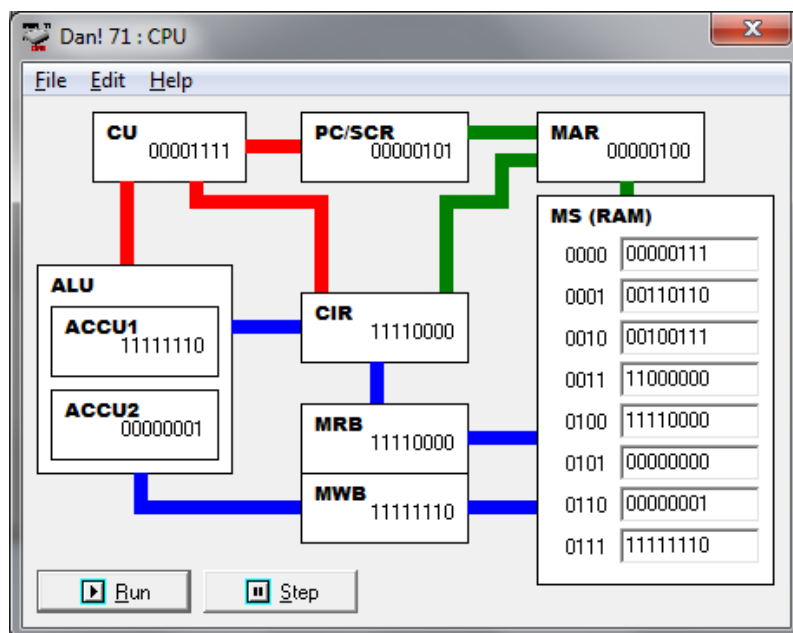 Dan! 71 : CPU
File Edit Help
CU
00001111
PC/SCR
00000101
MAR
00000100
MS (RAM)
0000 00000111
0001 00110110
0010 00100111
0011 11000000
0100 11110000
0101 00000000
0110 00000001
0111 11111110
ALU
ACCU1
11111110
ACCU2
00000001
CIR
11110000
MRB
11110000
MWB
11111110
Run Step